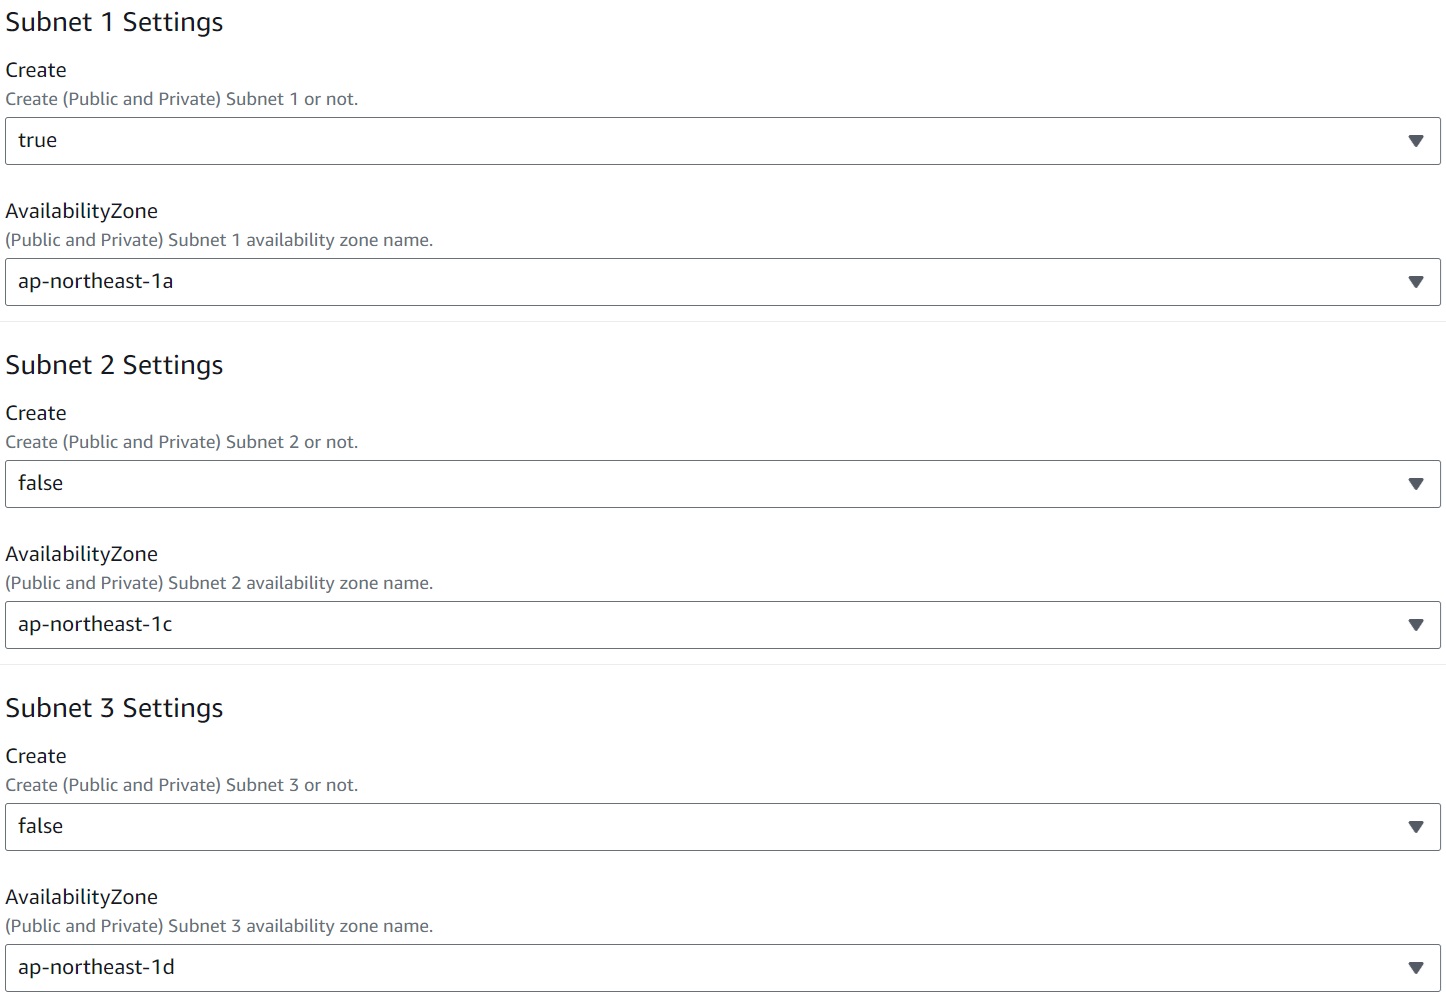 Subnet 1 Settings
Create
Create (Public and Private) Subnet 1 or not.
true
AvailabilityZone
(Public and Private) Subnet 1 availability zone name.
ap-northeast-1a
Subnet 2 Settings
Create
Create (Public and Private) Subnet 2 or not.
false
AvailabilityZone
(Public and Private) Subnet 2 availability zone name.
ap-northeast-1c
Subnet 3 Settings
Create
Create (Public and Private) Subnet 3 or not.
false
AvailabilityZone
(Public and Private) Subnet 3 availability zone name.
ap-northeast-1d